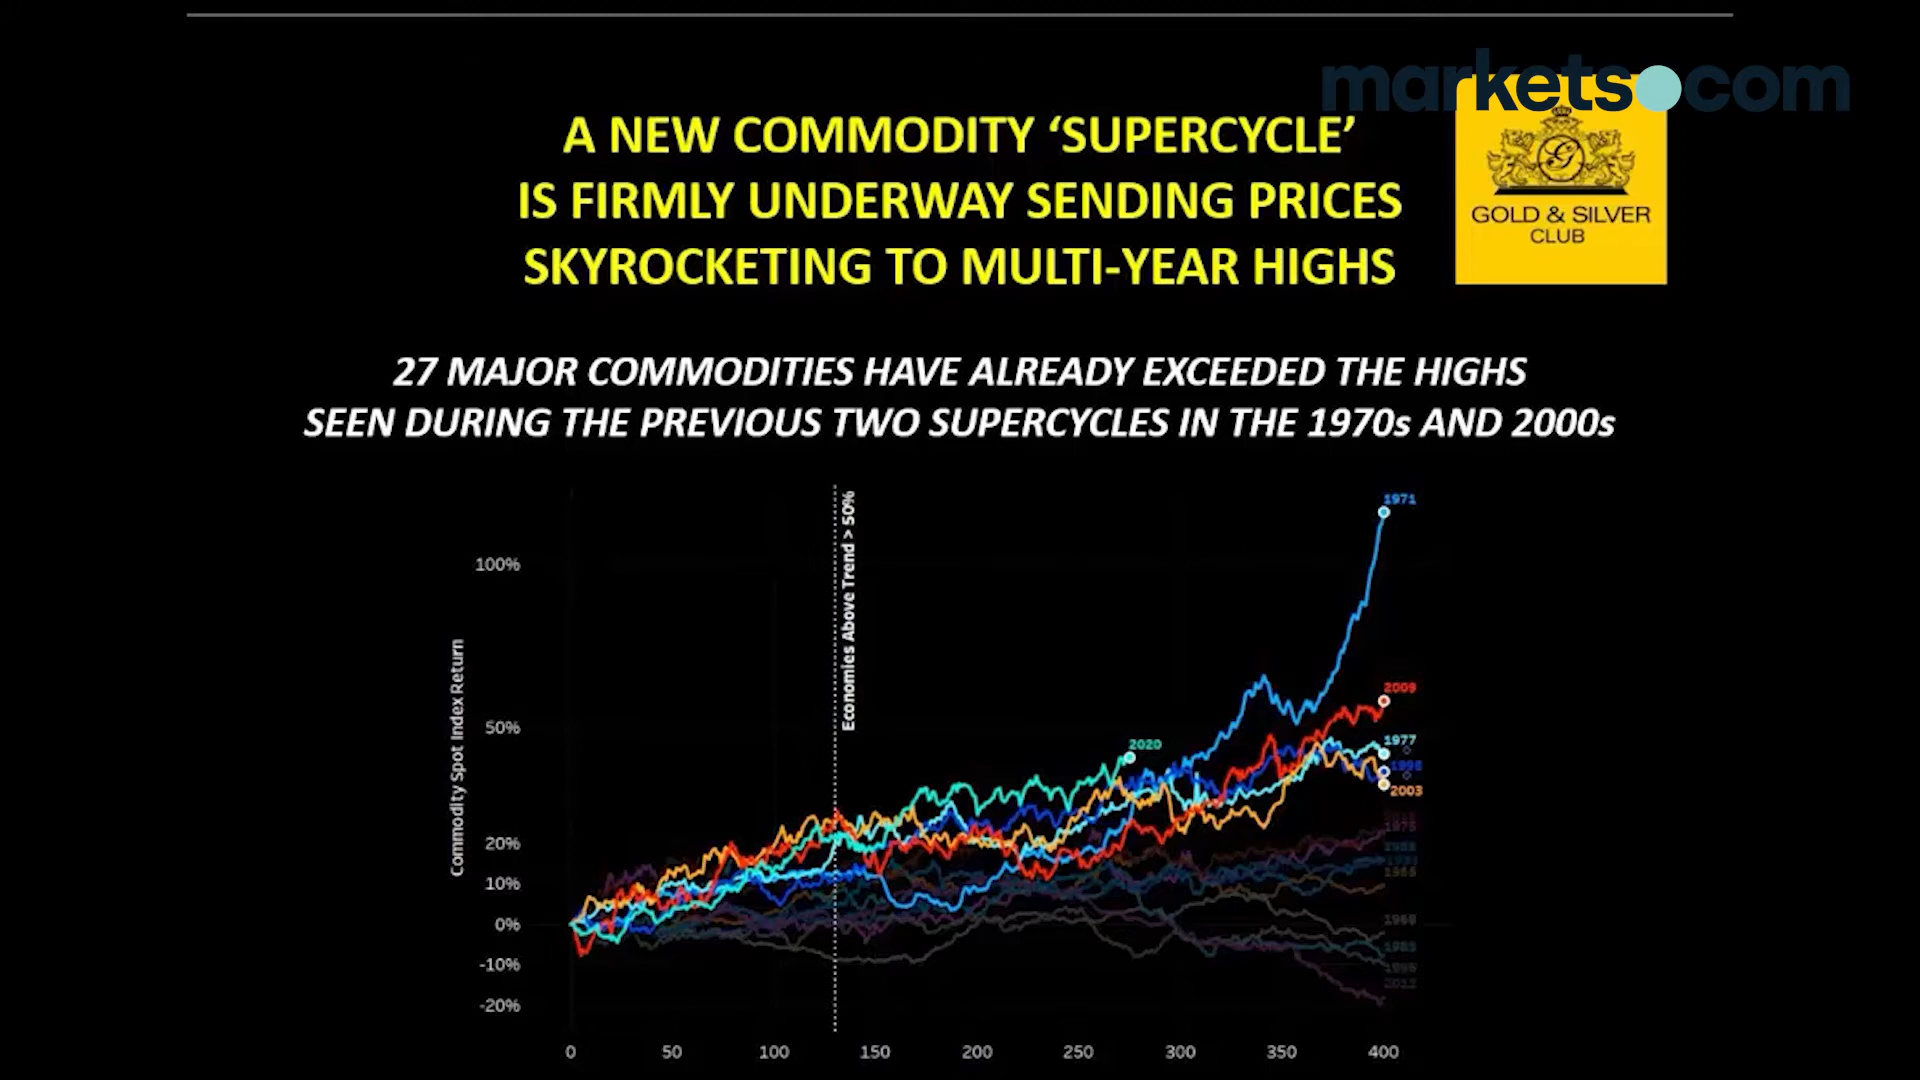 markets.com
A NEW COMMODITY ‘SUPERCYCLE’
IS FIRMLY UNDERWAY SENDING PRICES
SKYROCKETING TO MULTI-YEAR HIGHS
GOLD & SILVER
CLUB
27 MAJOR COMMODITIES HAVE ALREADY EXCEEDED THE HIGHS
SEEN DURING THE PREVIOUS TWO SUPERCYCLES IN THE 1970s AND 2000s
Commodity Spot Index Return
100%
50%
20%
10%
0%
-10%
-20%
Economies Above Trend > 50%
1971
2009
2020
1977
2003
1969
0
50
100
150
200
250
300
350
400